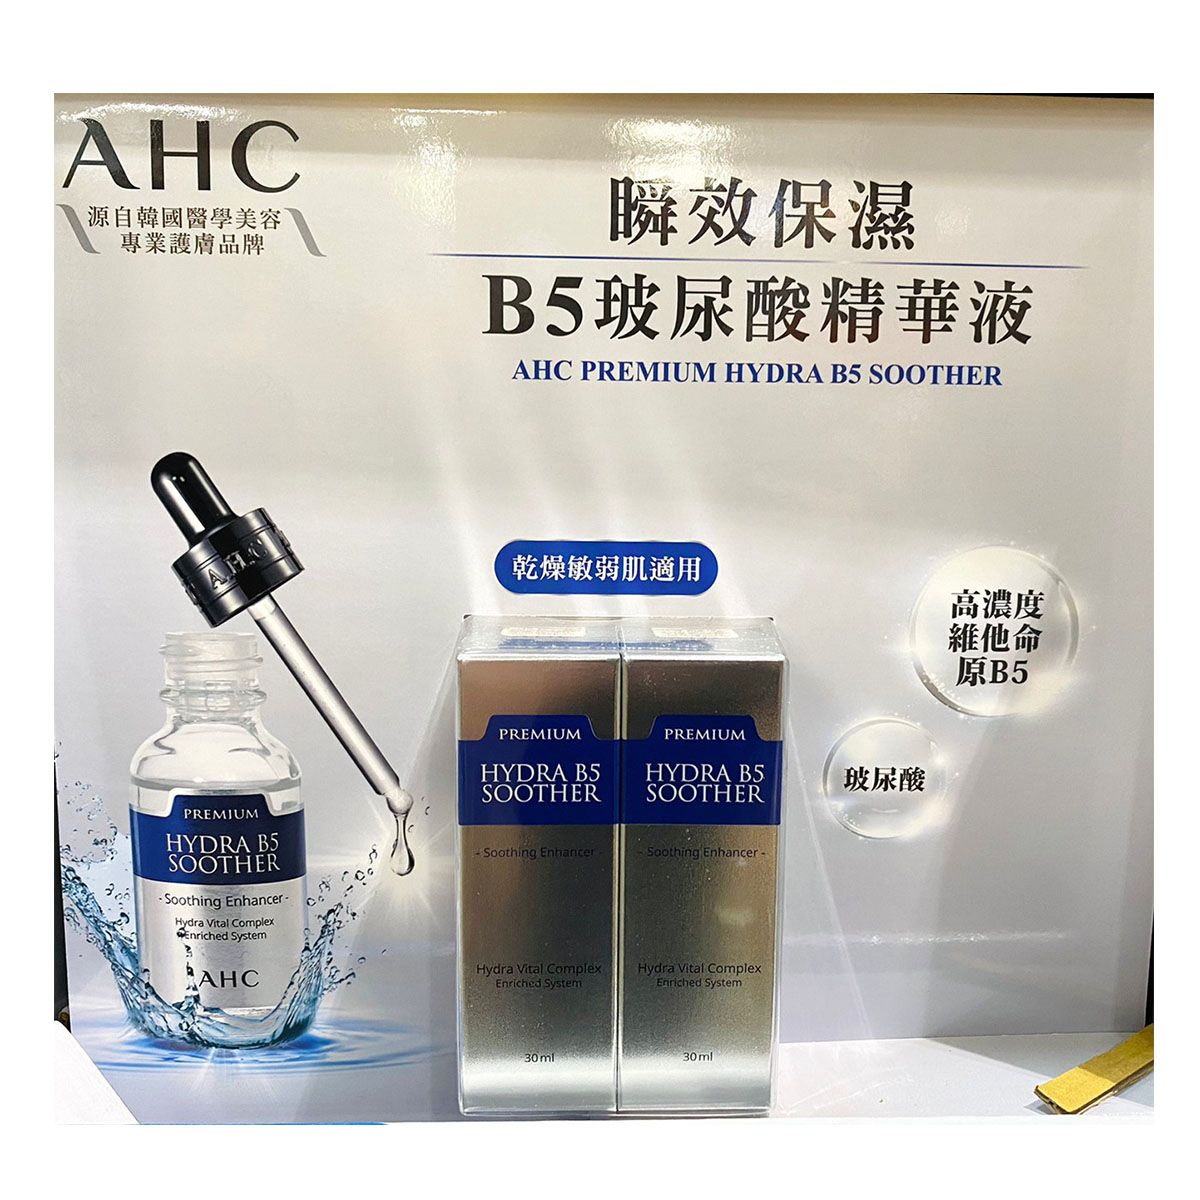 AHC
源自韓國醫學美容
專業護膚品牌
瞬效保濕
B5玻尿酸精華液
AHC PREMIUM HYDRA B5 SOOTHER
乾燥敏弱肌適用
高濃度
維他命
原B5
玻尿酸
A.H.C
PREMIUM
HYDRA B5
SOOTHER
- Soothing Enhancer -
Hydra Vital Complex
Enriched System
AHC
PREMIUM
HYDRA B5
SOOTHER
- Soothing Enhancer -
Hydra Vital Complex
Enriched System
30ml
PREMIUM
HYDRA B5
SOOTHER
- Soothing Enhancer -
Hydra Vital Complex
Enriched System
30ml